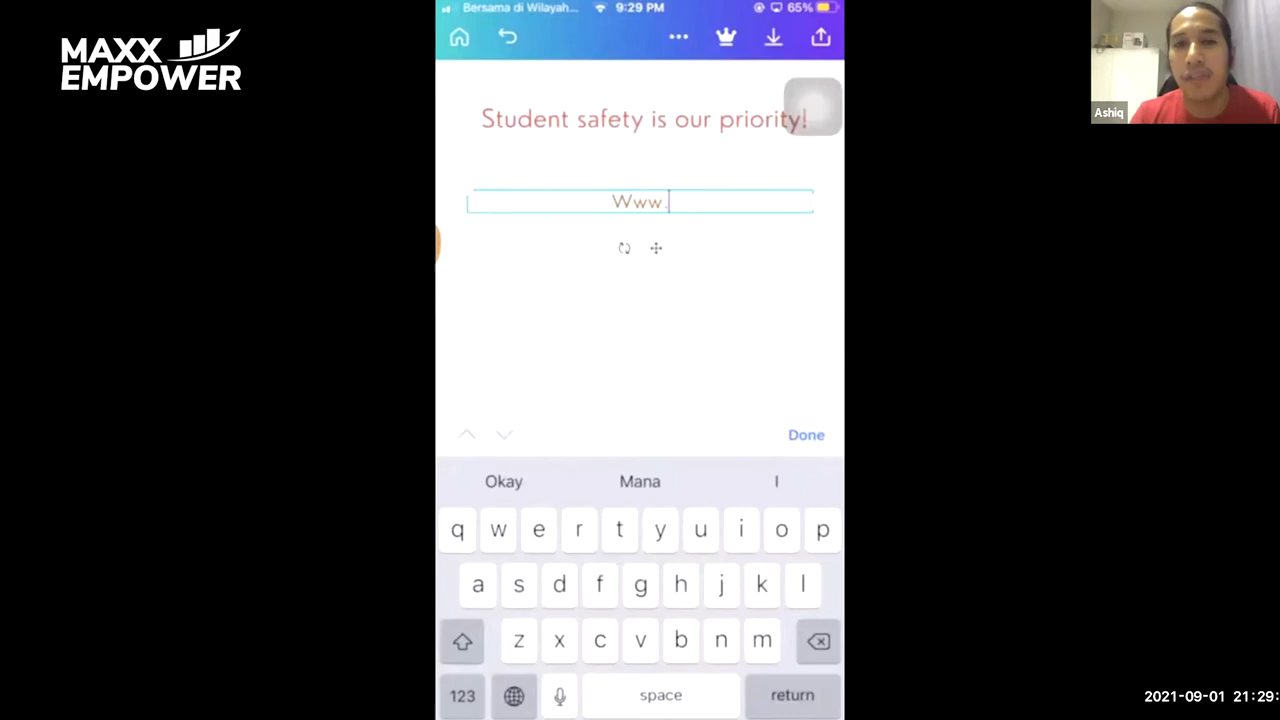 MAXX
EMPOWER
Bersama di Wilayah... 9:29 PM 65%
Student safety is our priority!
Www.
Done
Okay Mana I
q w e r t y u i o p
a s d f g h j k l
z x c v b n m
123 space return
Ashiq
2021-09-01 21:29: